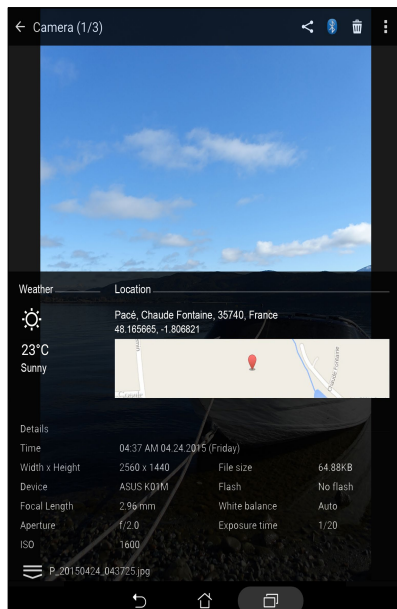 Camera (1/3)
Weather
Location
Pacé, Chaude Fontaine, 35740, France
48.165665, -1.806821
23°C
Sunny
Chaude Fontaine
Google
Details
Time 04:37 AM 04.24.2015 (Friday)
Width x Height 2560 x 1440 File size 64.88KB
Device ASUS K01M Flash No flash
Focal Length 2.96 mm White balance Auto
Aperture f/2.0 Exposure time 1/20
ISO 1600
P_20150424_043725.jpg